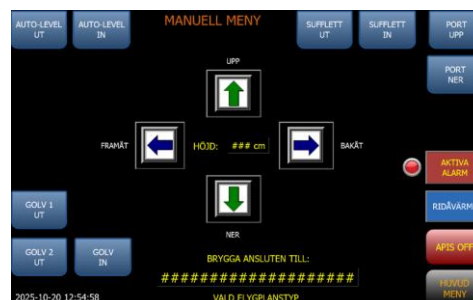 AUTO-LEVEL
UT
AUTO-LEVEL
IN
MANUELL MENY
SUFFLETT
UT
SUFFLETT
IN
PORT
UPP
PORT
NER
UPP
FRAMÅT
HÖJD: ### cm
BAKÅT
NER
AKTIVA
ALARM
GOLV 1
UT
RIDÅVÄRM
GOLV 2
UT
GOLV
IN
APIS OFF
BRYGGA ANSLUTEN TILL:
####################
HUVUD
MENY
2025-10-20 12:54:58
VALD FLYGPLANSTYP